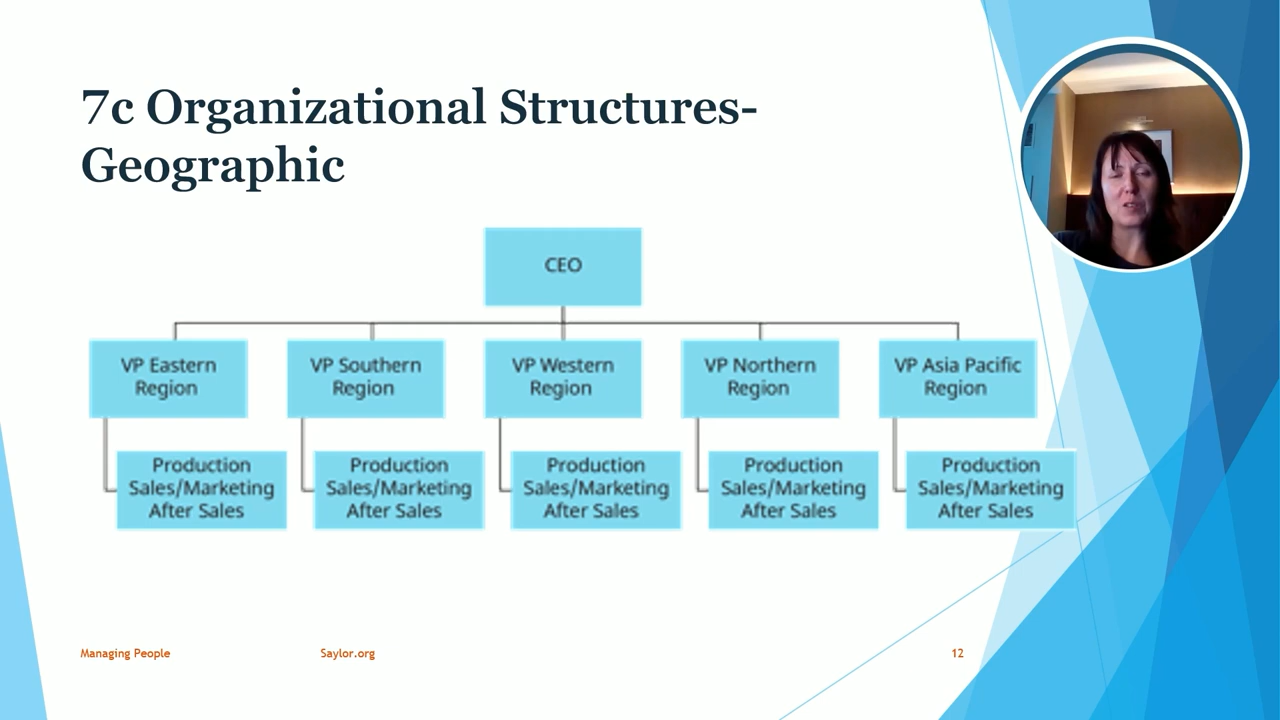 7c Organizational Structures-
Geographic
CEO
VP Eastern
Region
VP Southern
Region
VP Western
Region
VP Northern
Region
VP Asia Pacific
Region
Production
Sales/Marketing
After Sales
Production
Sales/Marketing
After Sales
Production
Sales/Marketing
After Sales
Production
Sales/Marketing
After Sales
Production
Sales/Marketing
After Sales
Managing People
Saylor.org
12